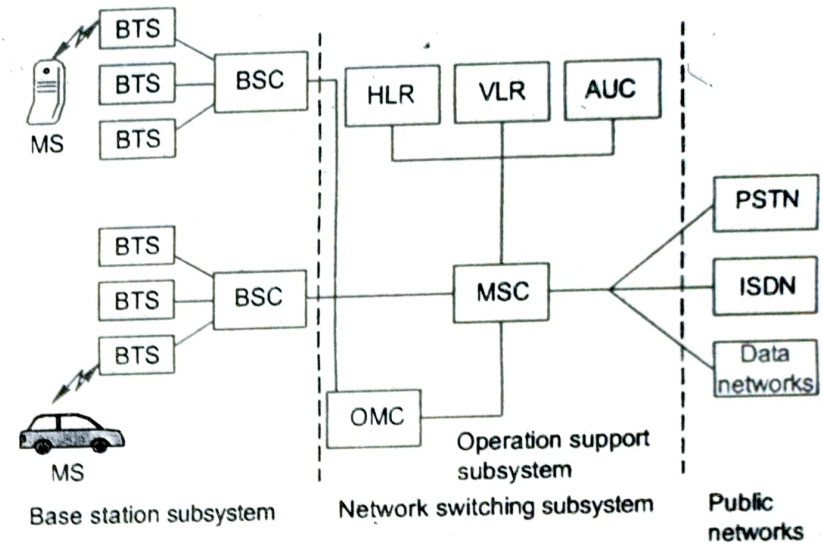 BTS
BTS
BTS
BSC
MS
HLR
VLR
AUC
BTS
BTS
BTS
BSC
MS
MSC
OMC
PSTN
ISDN
Data
networks
Operation support
subsystem
Base station subsystem
Network switching subsystem
Public
networks